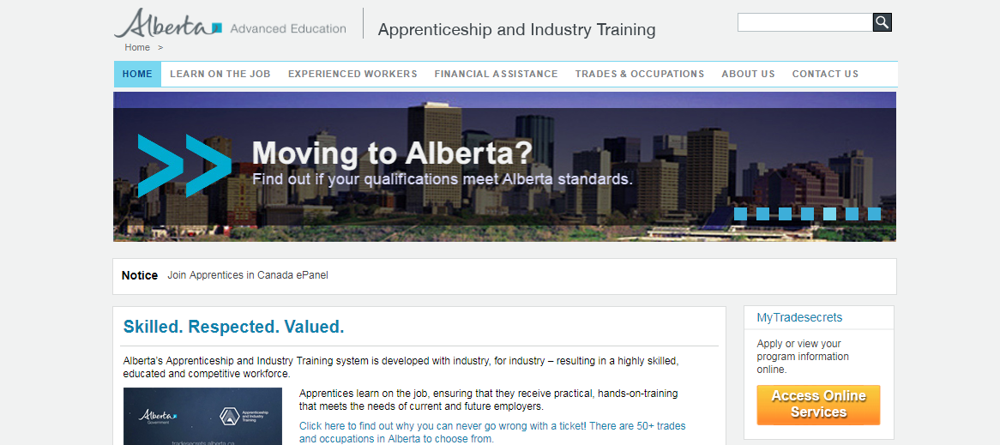 Alberta Advanced Education
Apprenticeship and Industry Training
Home >
HOME LEARN ON THE JOB EXPERIENCED WORKERS FINANCIAL ASSISTANCE TRADES & OCCUPATIONS ABOUT US CONTACT US
Moving to Alberta?
Find out if your qualifications meet Alberta standards.
Notice Join Apprentices in Canada ePanel
Skilled. Respected. Valued.
Alberta's Apprenticeship and Industry Training system is developed with industry, for industry – resulting in a highly skilled,
educated and competitive workforce.
Alberta
Government
Apprenticeship
and Industry
Training
tradesecrets.alberta.ca
Apprentices learn on the job, ensuring that they receive practical, hands-on-training
that meets the needs of current and future employers.
Click here to find out why you can never go wrong with a ticket! There are 50+ trades
and occupations in Alberta to choose from.
MyTradesecrets
Apply or view your
program information
online.
Access Online
Services